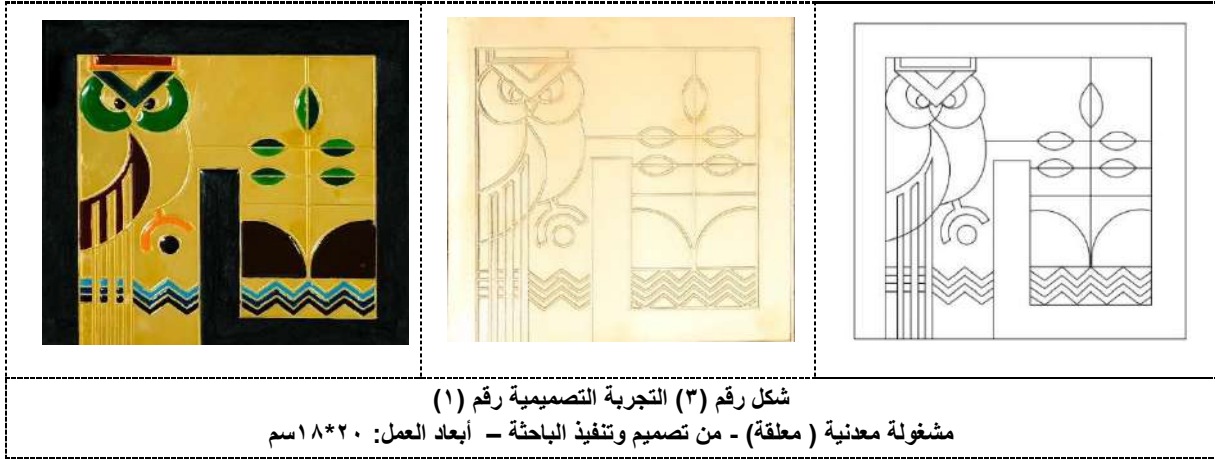 شكل رقم (٣) التجربة التصميمية رقم (١)
مشغولة معدنية ( معلقة) - من تصميم وتنفيذ الباحثة – أبعاد العمل: ٢٠*١٨سم